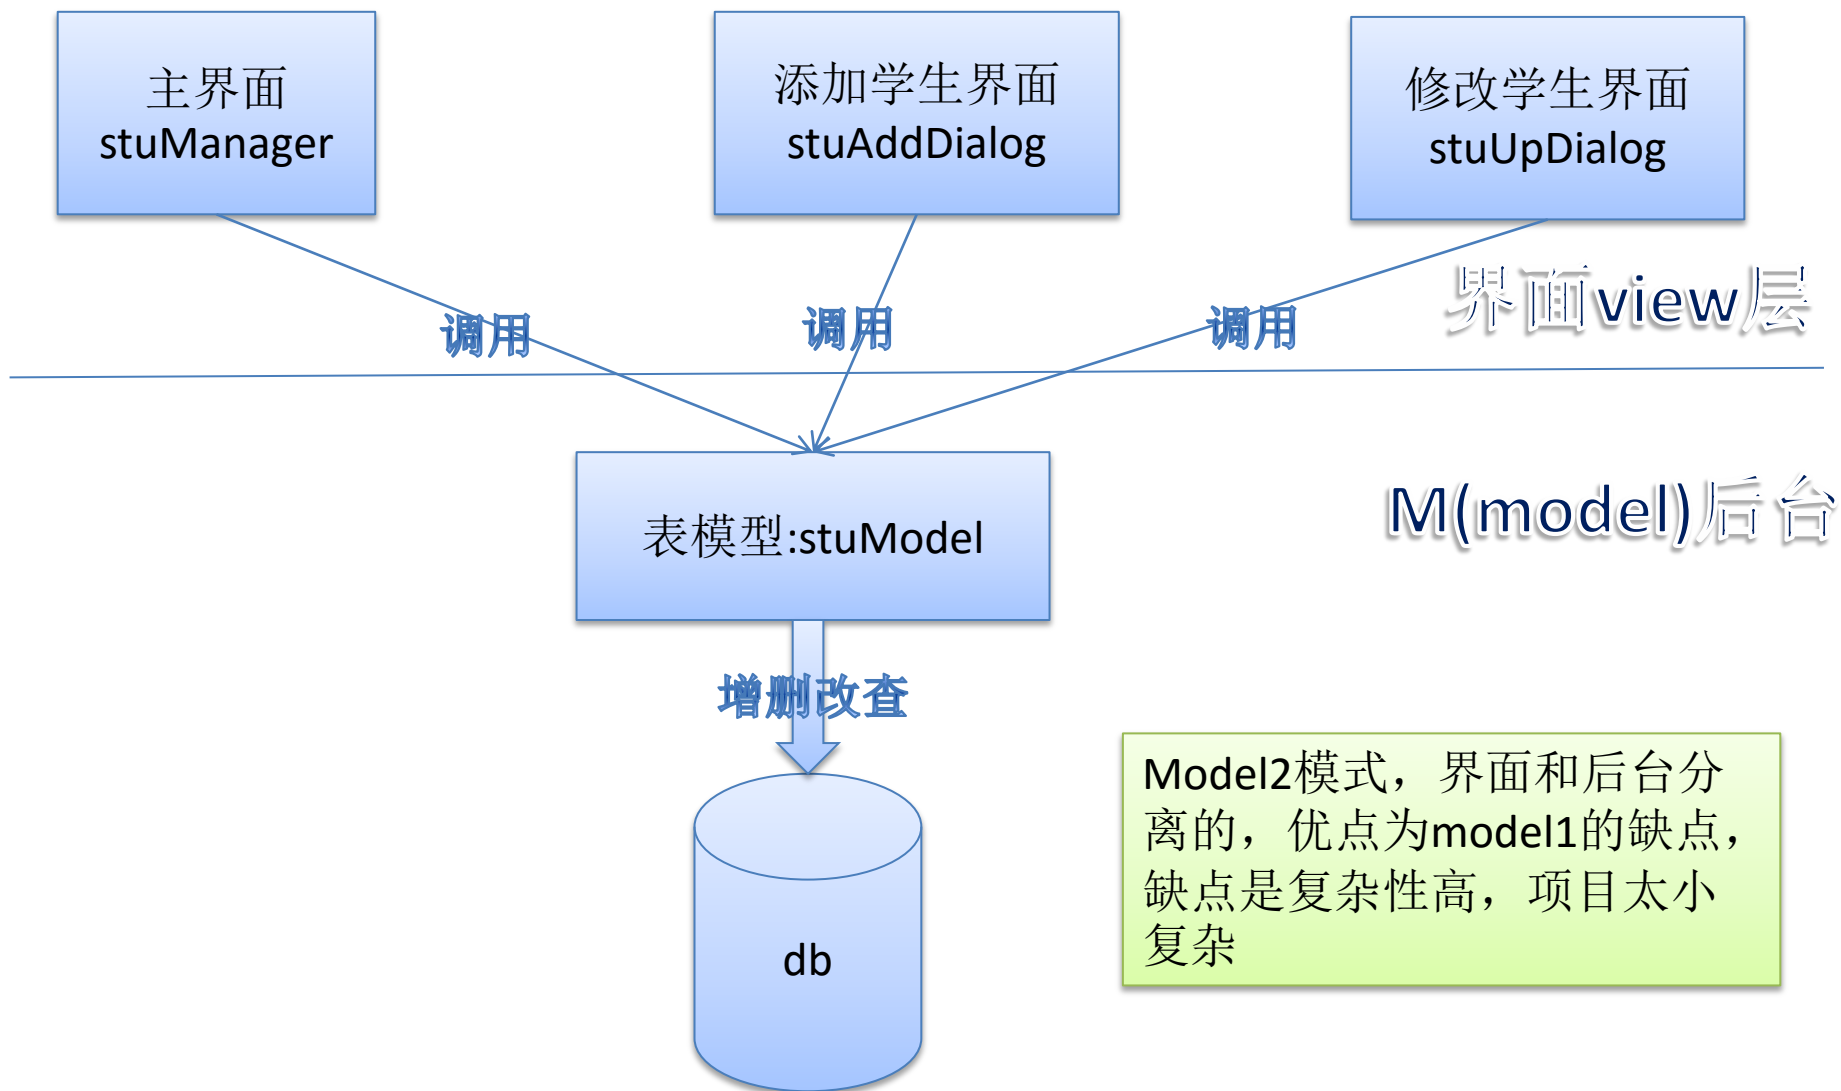 主界面
stuManager
添加学生界面
stuAddDialog
修改学生界面
stuUpDialog
界面view层
调用
调用
调用
M(model)后台
表模型:stuModel
增删改查
db
Model2模式，界面和后台分
离的，优点为model1的缺点，
缺点是复杂性高，项目太小
复杂